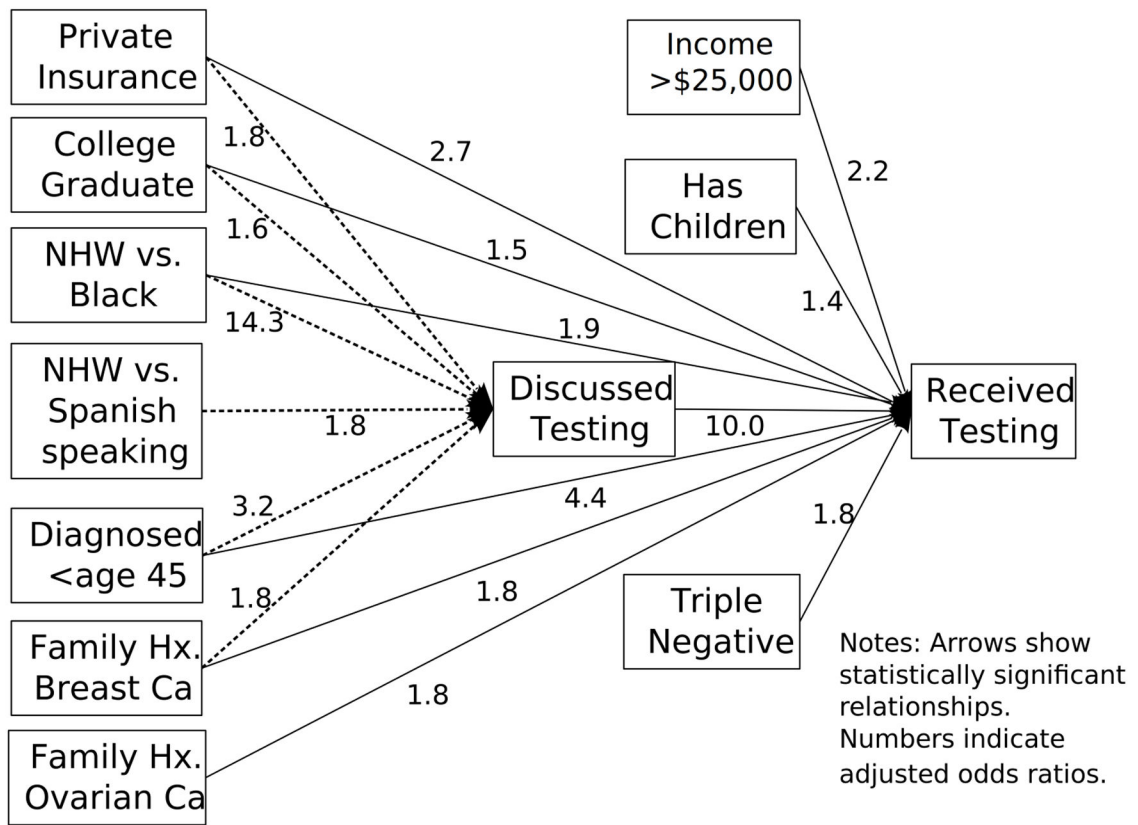 Private
Insurance
College
Graduate
NHW vs.
Black
NHW vs.
Spanish
speaking
Diagnosed
<age 45
Family Hx.
Breast Ca
Family Hx.
Ovarian Ca
1.8
1.6
14.3
1.8
3.2
1.8
2.7
1.5
1.9
10.0
4.4
1.8
1.8
Discussed
Testing
Income
>$25,000
Has
Children
2.2
1.4
Received
Testing
1.8
Triple
Negative
Notes: Arrows show
statistically significant
relationships.
Numbers indicate
adjusted odds ratios.